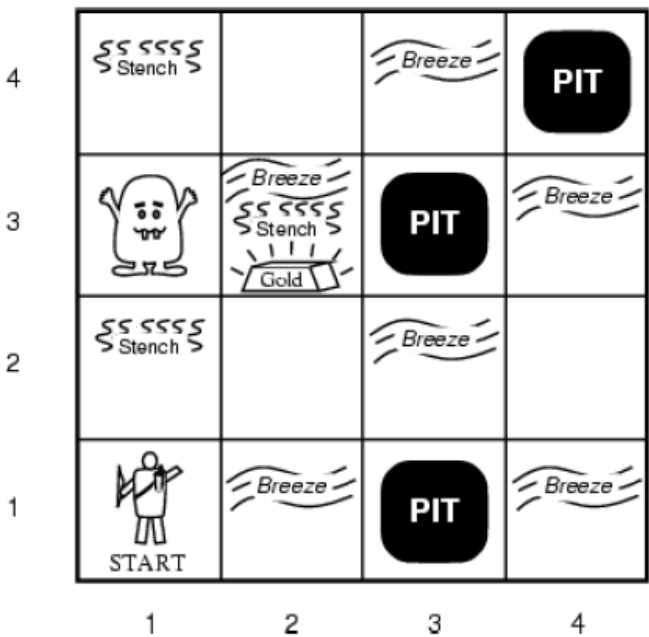 4
Stench
Breeze
PIT
3
Breeze
Stench
Gold
PIT
Breeze
2
Stench
Breeze
1
START
Breeze
PIT
Breeze
1 2 3 4